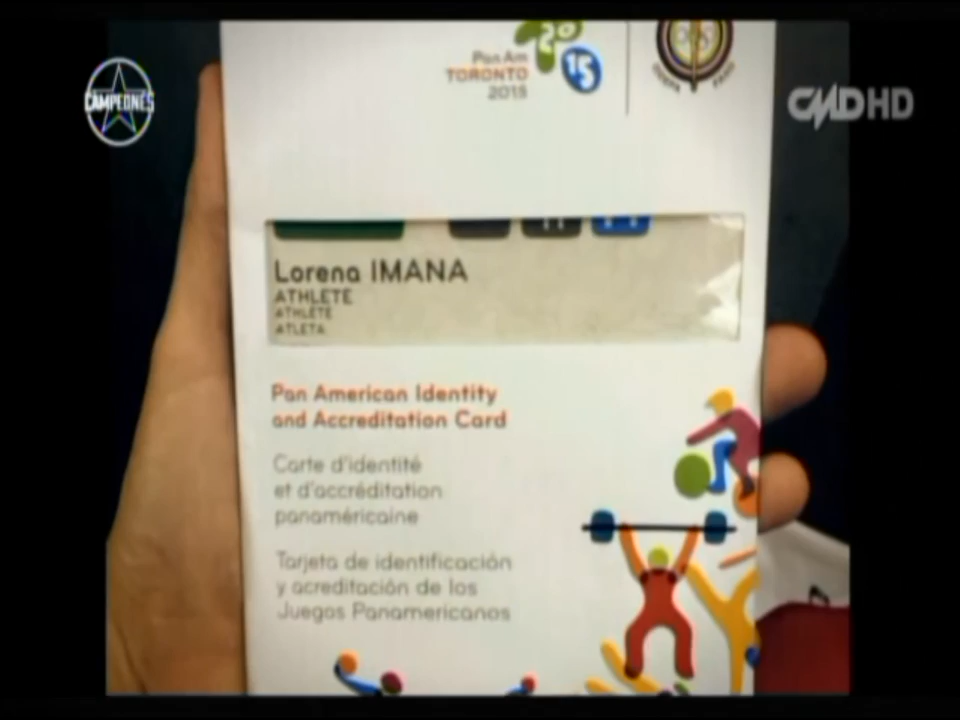 CAMPEONES
CMD HD
Pan Am
TORONTO
2015
2015
Lorena IMANA
ATHLETE
ATHLÈTE
ATLETA
Pan American Identity
and Accreditation Card
Carte d'identité
et d'accréditation
panaméricaine
Tarjeta de identificación
y acreditación de los
Juegos Panamericanos